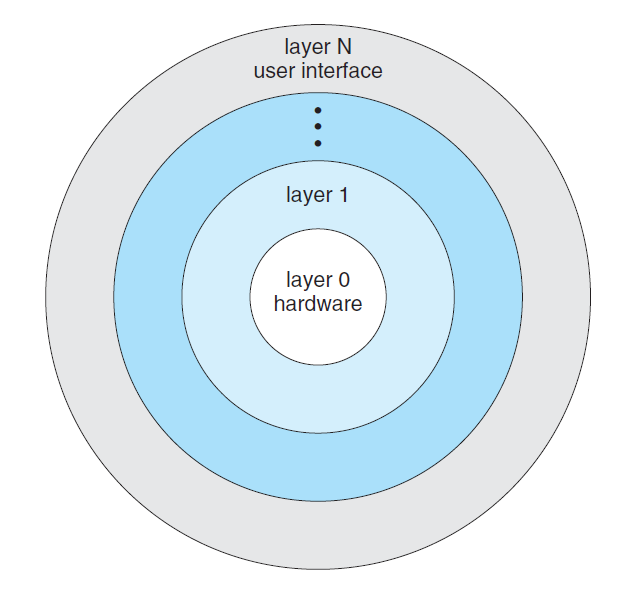 layer N
user interface
layer 1
layer 0
hardware